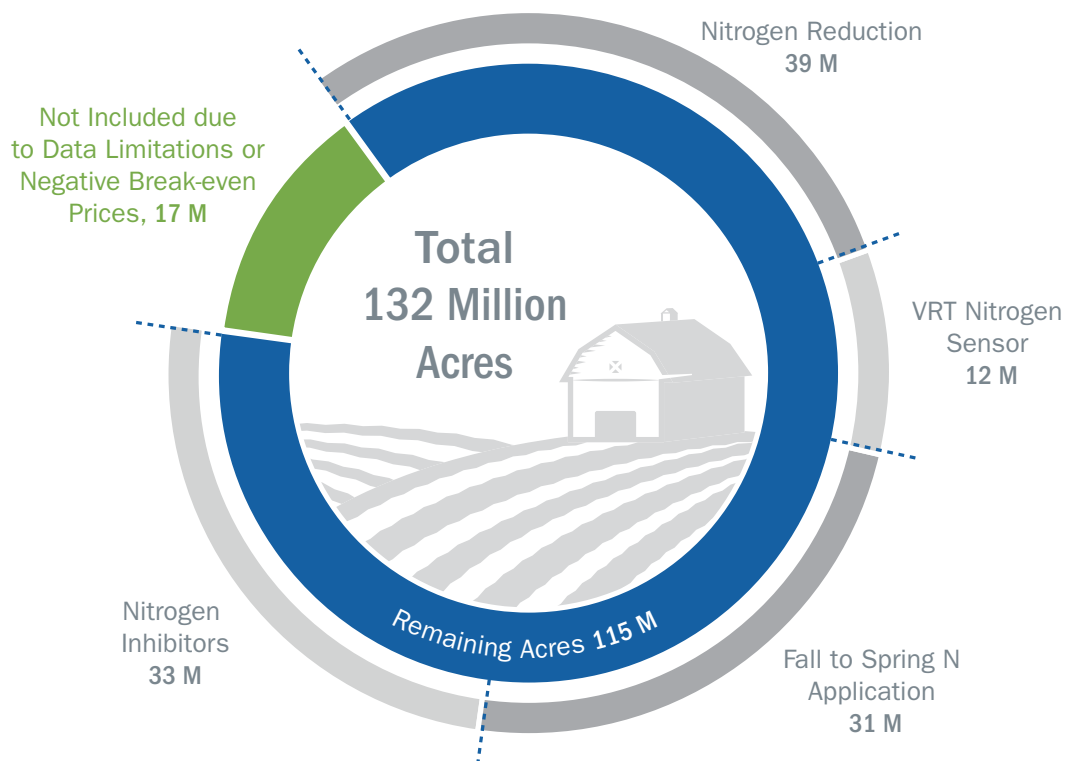 Nitrogen Reduction
39 M
Not Included due
to Data Limitations or
Negative Break-even
Prices, 17 M
Total
132 Million
Acres
VRT Nitrogen
Sensor
12 M
Nitrogen
Inhibitors
33 M
Remaining Acres 115 M
Fall to Spring N
Application
31 M